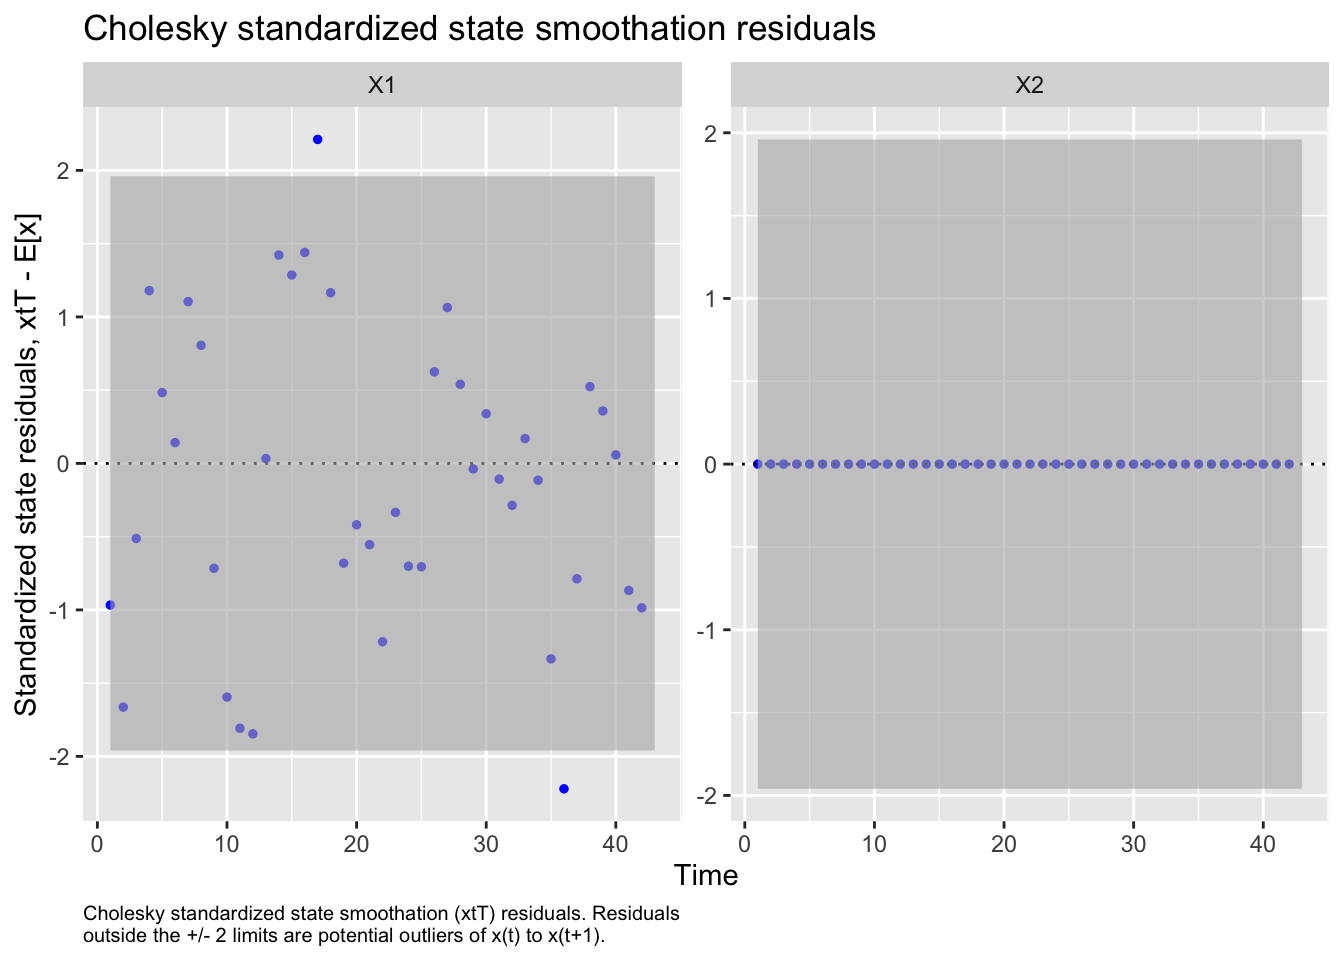 Cholesky standardized state smoothation residuals
X1
X2
Standardized state residuals, xtT - E[x]
2
1
0
-1
-2
2
1
0
-1
-2
0
10
20
30
40
0
10
20
30
40
Time
Cholesky standardized state smoothation (xtT) residuals. Residuals
outside the +/- 2 limits are potential outliers of x(t) to x(t+1).